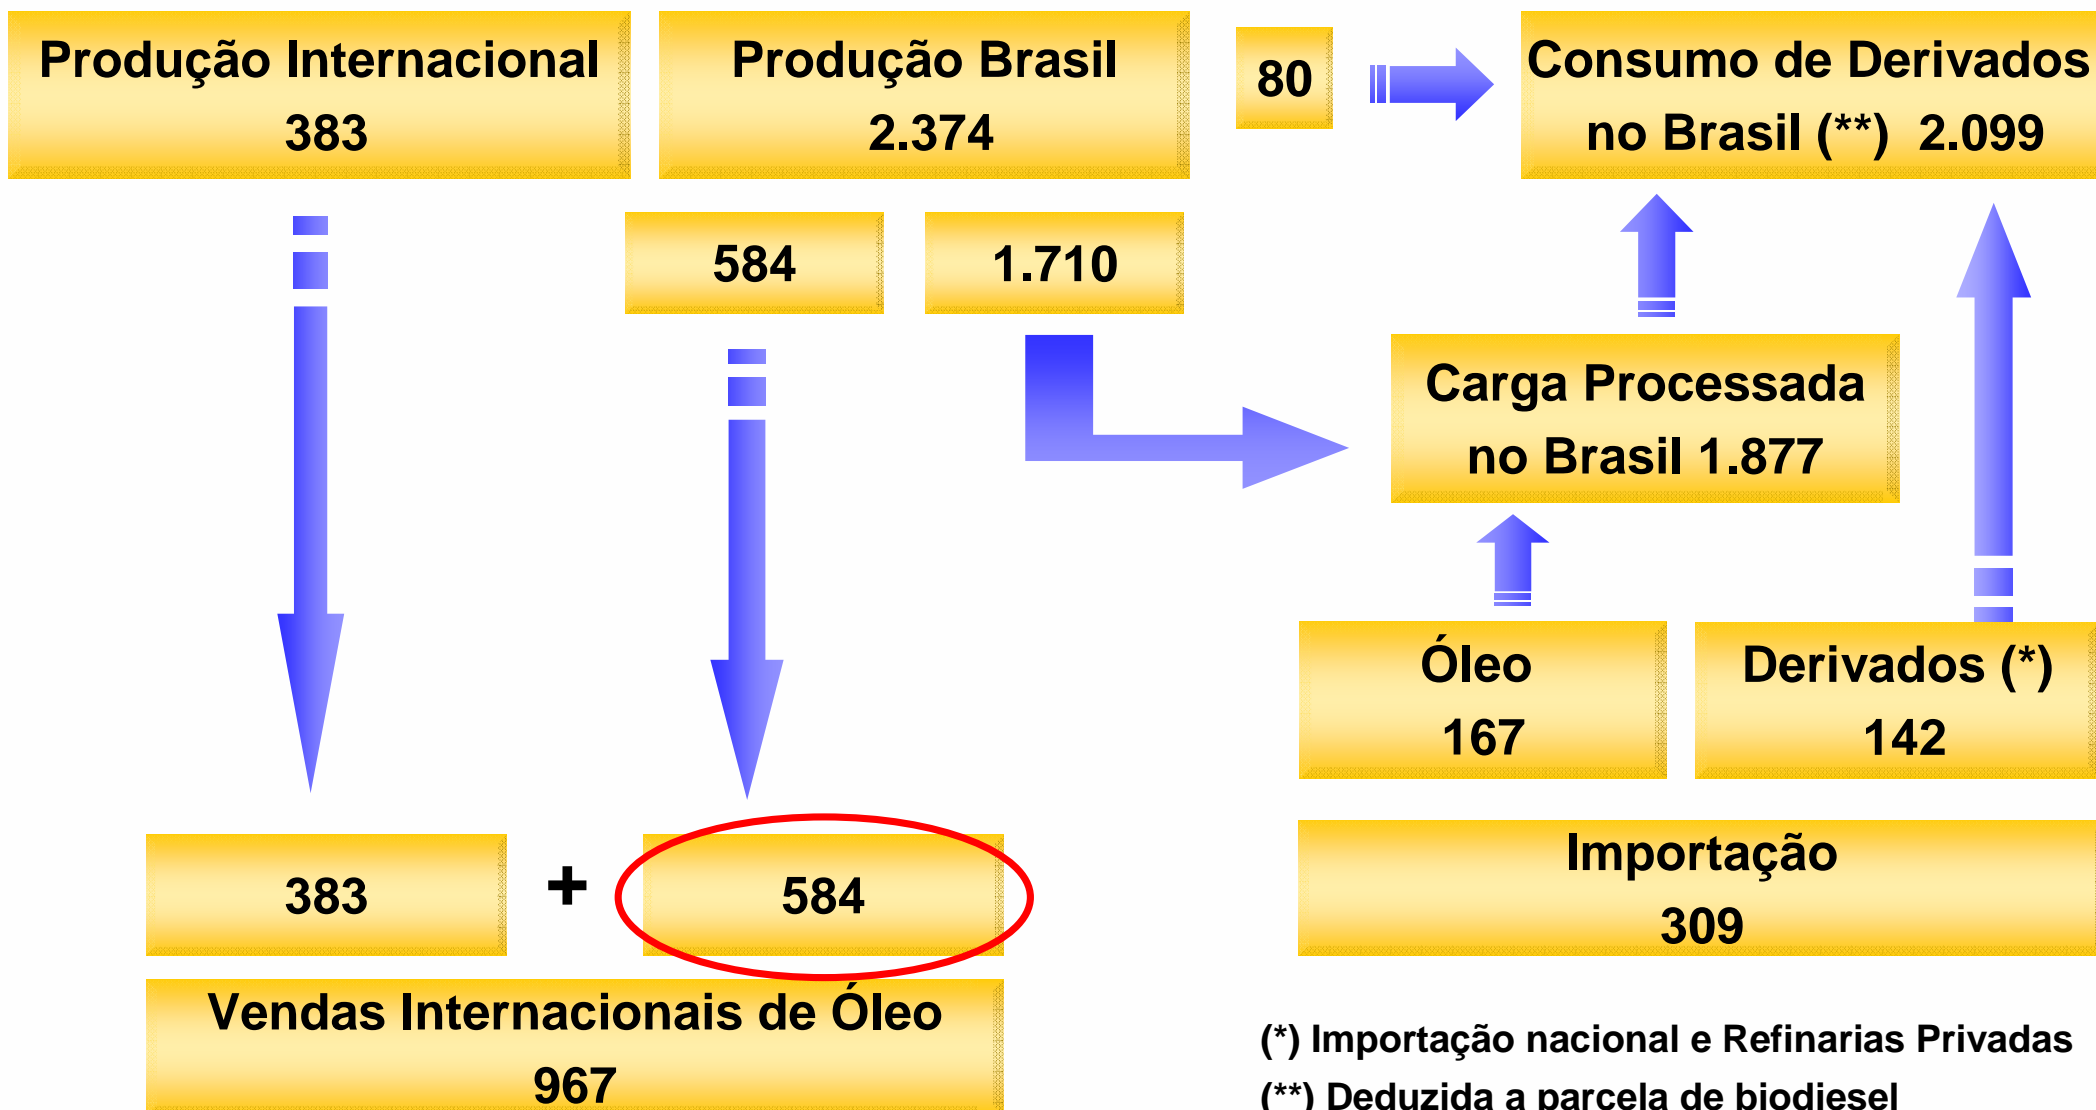 Produção Internacional
383
Produção Brasil
2.374
80
Consumo de Derivados
no Brasil (**) 2.099
584
1.710
Carga Processada
no Brasil 1.877
Óleo
167
Derivados (*)
142
383
+
584
Importação
309
Vendas Internacionais de Óleo
967
(*) Importação nacional e Refinarias Privadas
(**) Deduzida a parcela de biodiesel